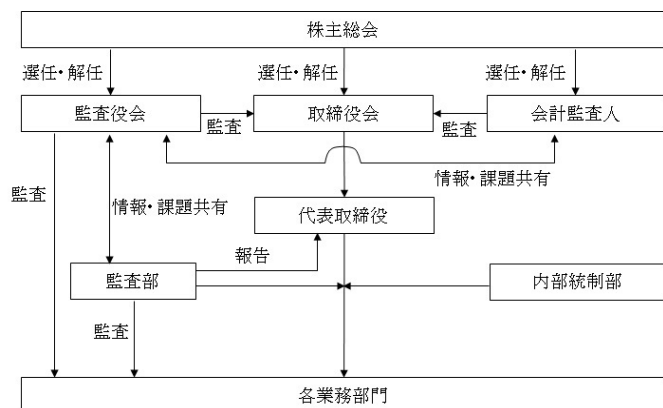 株主総会
選任・解任
選任・解任
選任・解任
監査役会
監査
取締役会
監査
会計監査人
監査
情報・課題共有
情報・課題共有
代表取締役
報告
監査部
内部統制部
監査
各業務部門